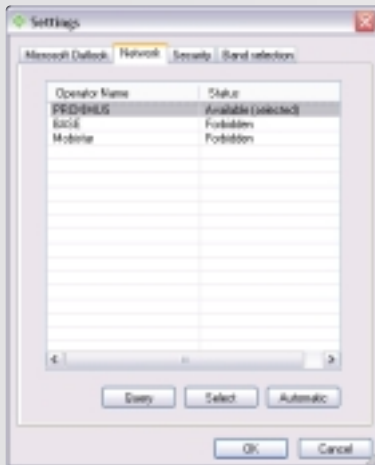 Settings
Microsoft Outlook Network Security Band selection
Operator Name Status
PROXIMUS Available (selected)
BASE Forbidden
Mobistar Forbidden
Query Select Automatic
OK Cancel